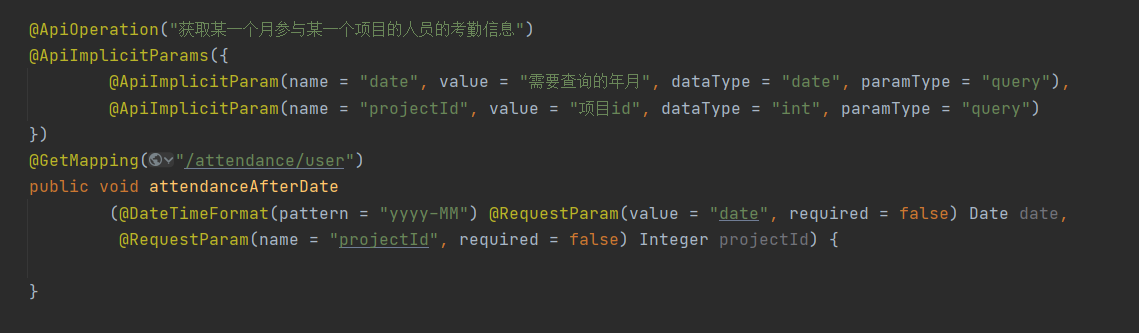 @ApiOperation("获取某一个月参与某一个项目的人员的考勤信息")
@ApiImplicitParams({
@ApiImplicitParam(name = "date", value = "需要查询的年月", dataType = "date", paramType = "query"),
@ApiImplicitParam(name = "projectId", value = "项目id", dataType = "int", paramType = "query")
})
@GetMapping("/attendance/user")
public void attendanceAfterDate
(@DateTimeFormat(pattern = "yyyy-MM") @RequestParam(value = "date", required = false) Date date,
@RequestParam(name = "projectId", required = false) Integer projectId) {
}